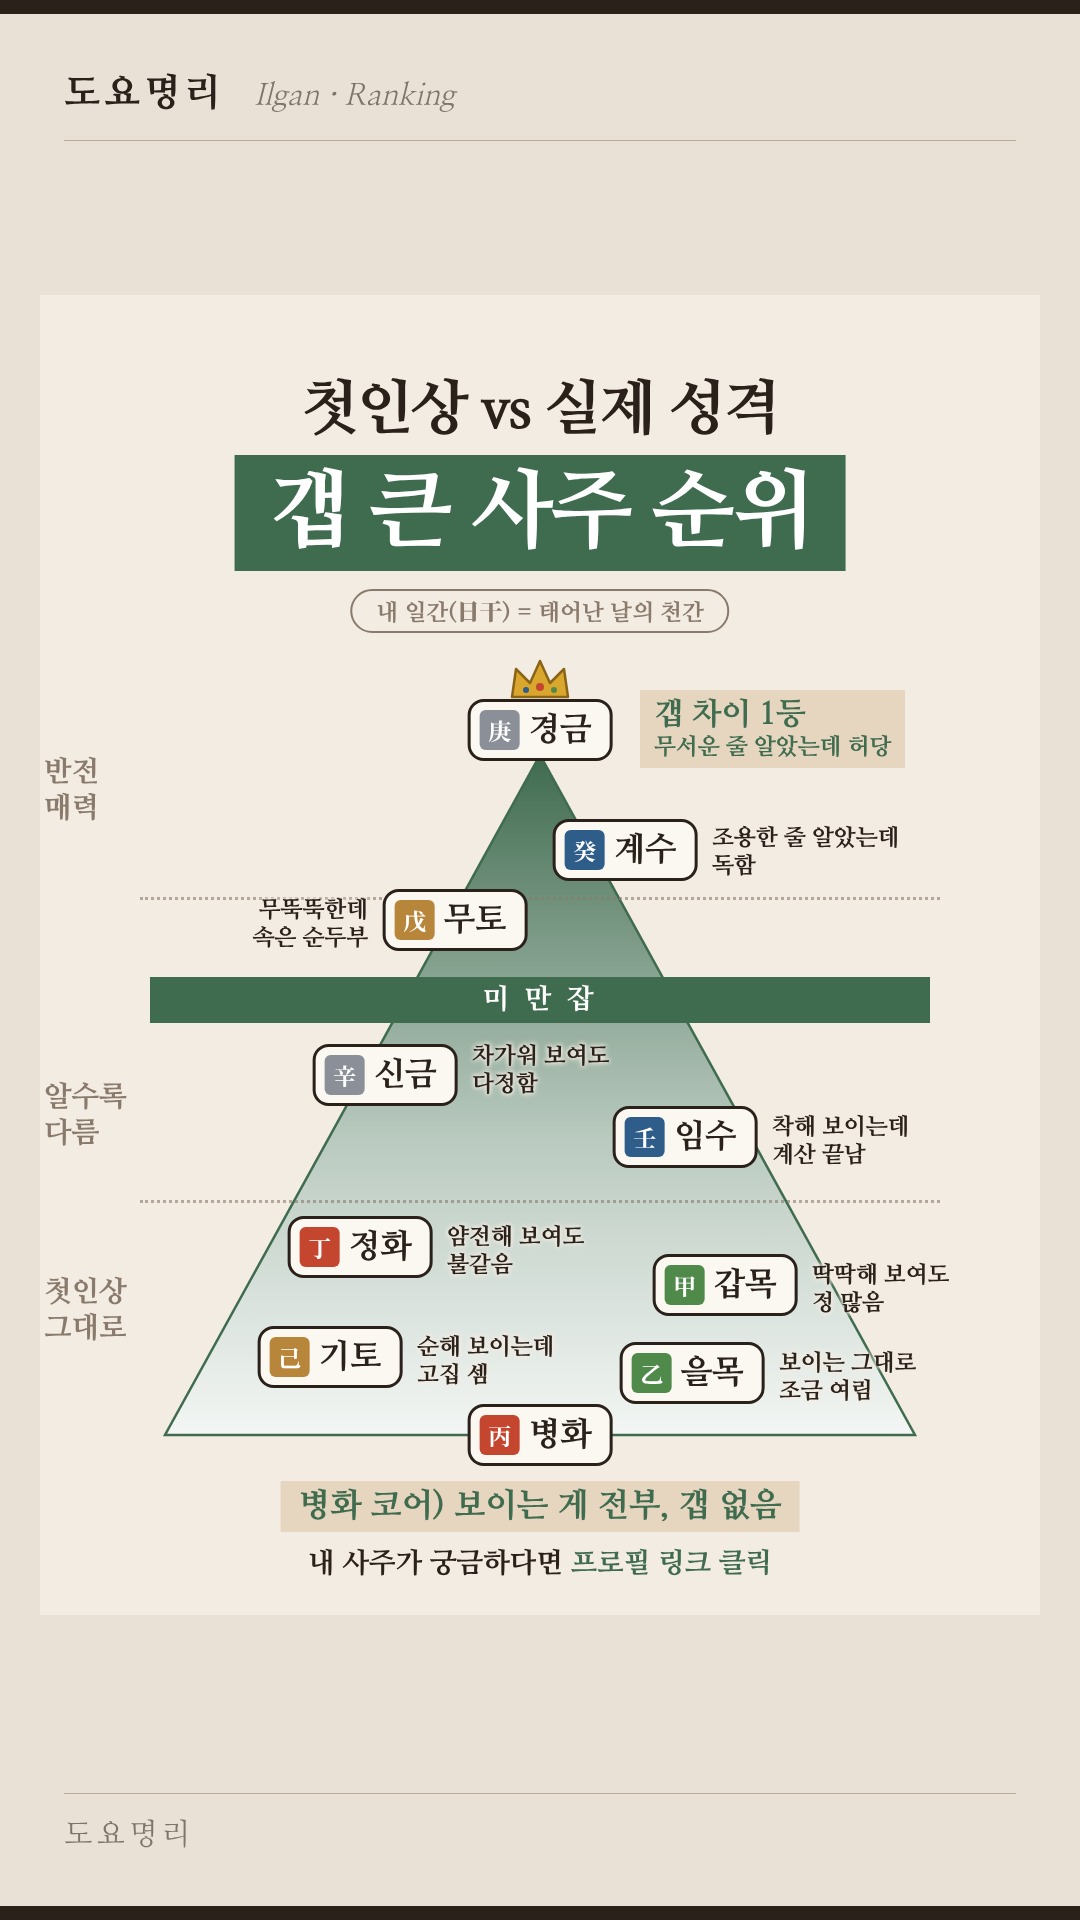 도요명리 Ilgan · Ranking
첫인상 vs 실제 성격
갭 큰 사주 순위
내 일간(日干) = 태어난 날의 천간
庚 경금
갭 차이 1등
무서운 줄 알았는데 허당
반전
매력
癸 계수
조용한 줄 알았는데
독함
무뚝뚝한데
속은 순두부
戊 무토
미만잡
辛 신금
차가워 보여도
다정함
알수록
다름
壬 임수
착해 보이는데
계산 끝남
丁 정화
얌전해 보여도
불같음
甲 갑목
딱딱해 보여도
정 많음
첫인상
그대로
己 기토
순해 보이는데
고집 셈
乙 을목
보이는 그대로
조금 여림
丙 병화
병화 코어) 보이는 게 전부, 갭 없음
내 사주가 궁금하다면 프로필 링크 클릭
도요명리